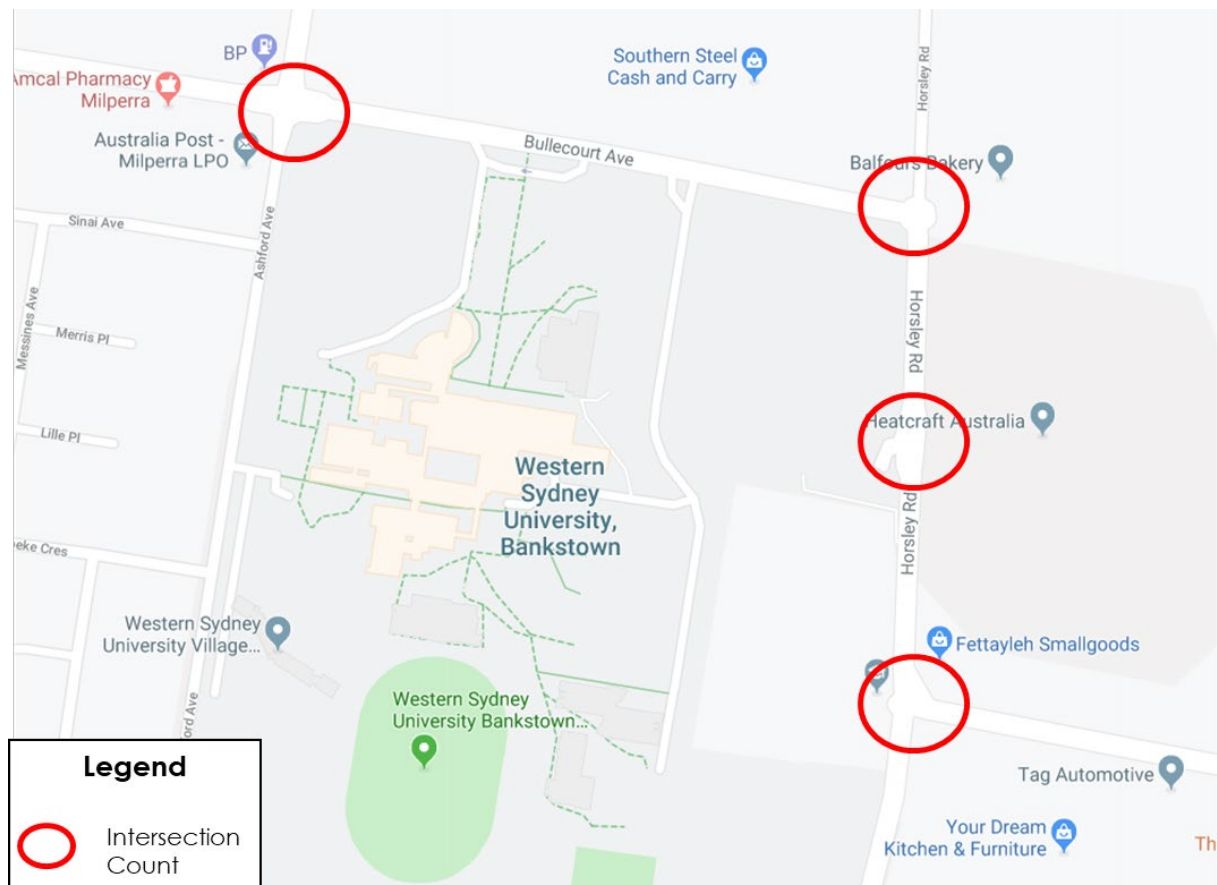 BP
Amcal Pharmacy
Milperra
Australia Post -
Milperra LPO
Southern Steel
Cash and Carry
Horsley Rd
Bullecourt Ave
Balfours Bakery
Sinai Ave
Ashford Ave
Messines Ave
Merris Pl
Horsley Rd
Lille Pl
Heatcraft Australia
Western
Sydney
University,
Bankstown
Horsley Rd
eke Cres
Western Sydney
University Village...
Fettayleh Smallgoods
Western Sydney
University Bankstown...
ord Ave
Tag Automotive
Your Dream
Kitchen & Furniture
Th
Legend
Intersection
Count